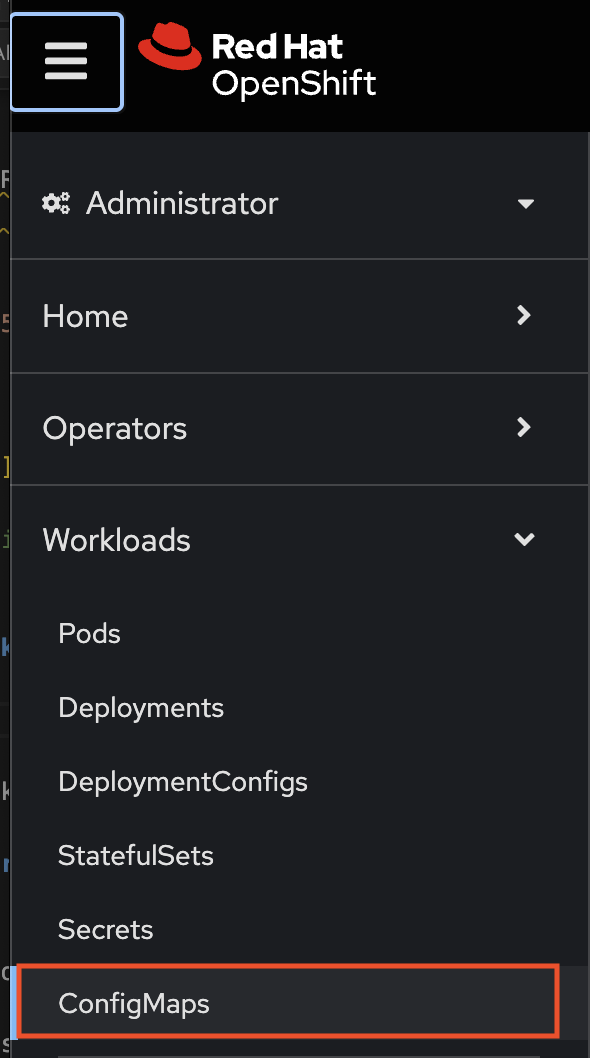 Red Hat
OpenShift
Administrator
Home
Operators
Workloads
Pods
Deployments
DeploymentConfigs
StatefulSets
Secrets
ConfigMaps